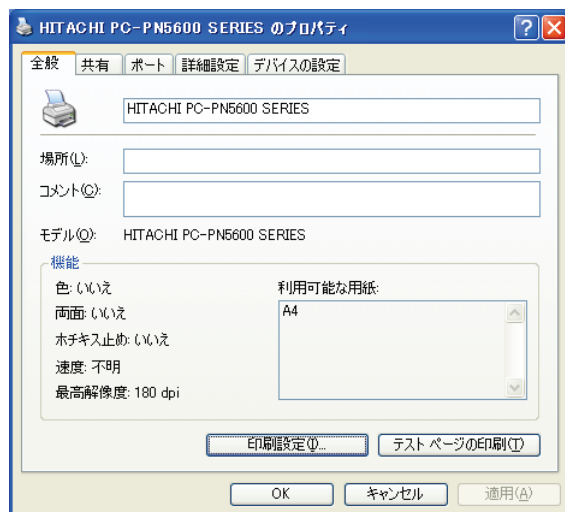 HITACHI PC-PN5600 SERIES のプロパティ
全般 共有 ポート 詳細設定 デバイスの設定
HITACHI PC-PN5600 SERIES
場所(L):
コメント(C):
モデル(O): HITACHI PC-PN5600 SERIES
機能
色: いいえ 利用可能な用紙:
両面: いいえ A4
ホチキス止め: いいえ
速度: 不明
最高解像度: 180 dpi
印刷設定(I)... テスト ページの印刷(T)
OK キャンセル 適用(A)